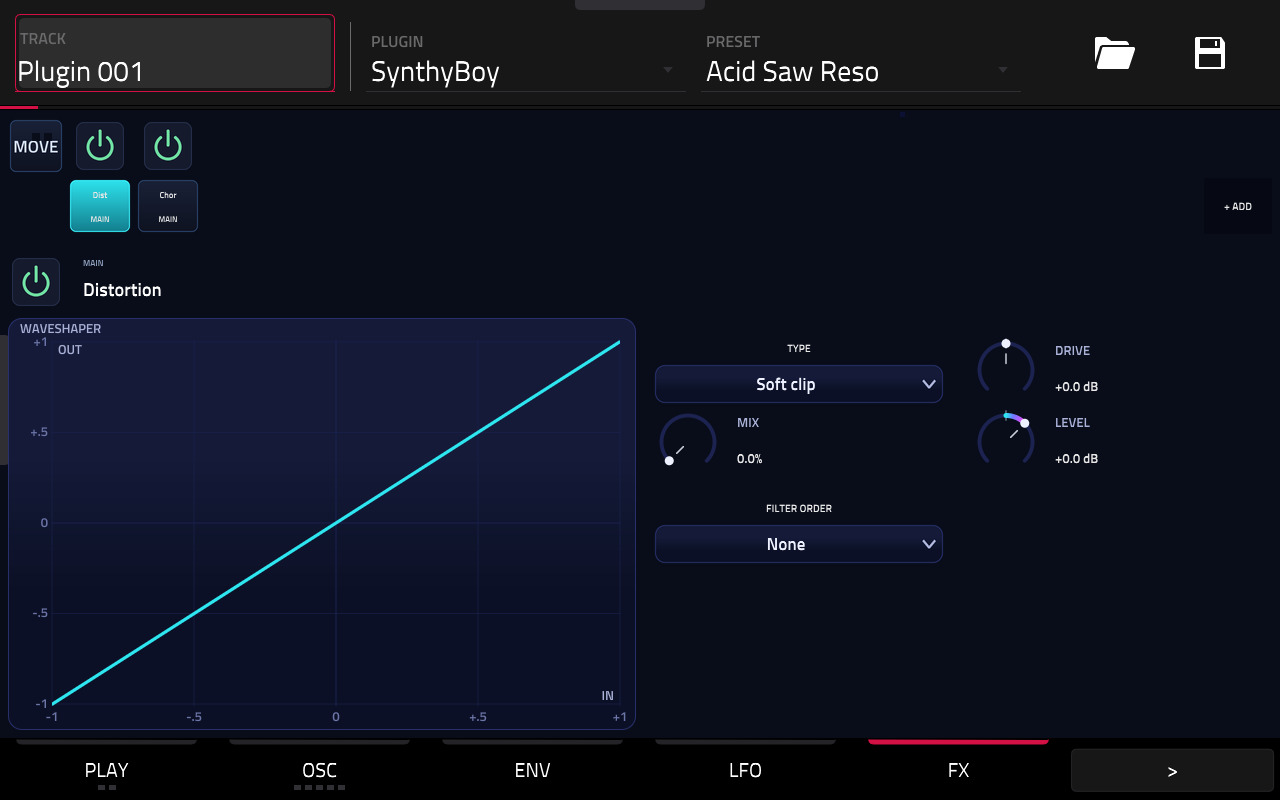 TRACK
Plugin 001
PLUGIN
SynthyBoy
PRESET
Acid Saw Reso
MOVE
Dist
MAIN
Chor
MAIN
+ ADD
MAIN
Distortion
WAVESHAPER
+1
OUT
+.5
0
-.5
-1
IN
-1
-.5
0
+.5
+1
TYPE
Soft clip
DRIVE
+0.0 dB
MIX
0.0%
LEVEL
+0.0 dB
FILTER ORDER
None
PLAY
OSC
ENV
LFO
FX
>